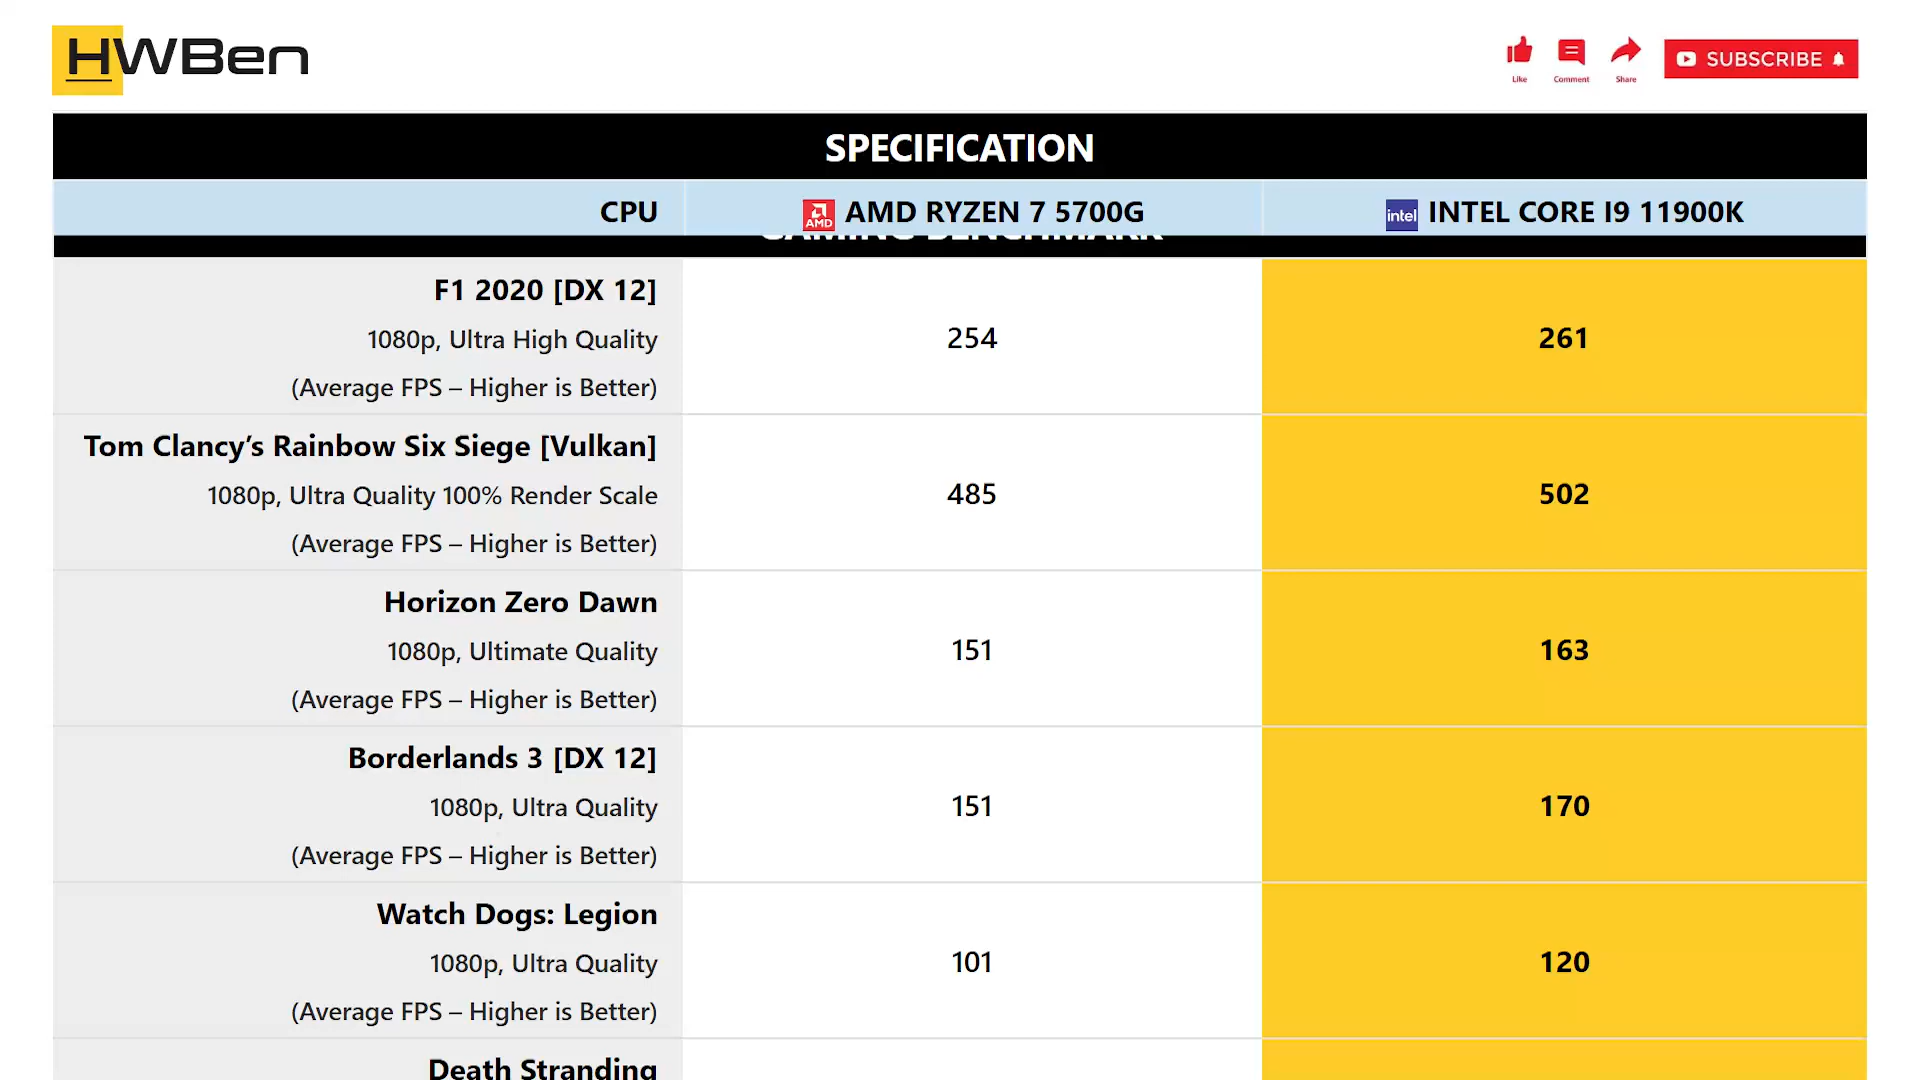 HWBen
Like
Comment
Share
SUBSCRIBE
SPECIFICATION
CPU
AMD
AMD RYZEN 7 5700G
intel
INTEL CORE I9 11900K
GAMING BENCHMARK
F1 2020 [DX 12]
1080p, Ultra High Quality
(Average FPS – Higher is Better)
254
261
Tom Clancy’s Rainbow Six Siege [Vulkan]
1080p, Ultra Quality 100% Render Scale
(Average FPS – Higher is Better)
485
502
Horizon Zero Dawn
1080p, Ultimate Quality
(Average FPS – Higher is Better)
151
163
Borderlands 3 [DX 12]
1080p, Ultra Quality
(Average FPS – Higher is Better)
151
170
Watch Dogs: Legion
1080p, Ultra Quality
(Average FPS – Higher is Better)
101
120
Death Stranding